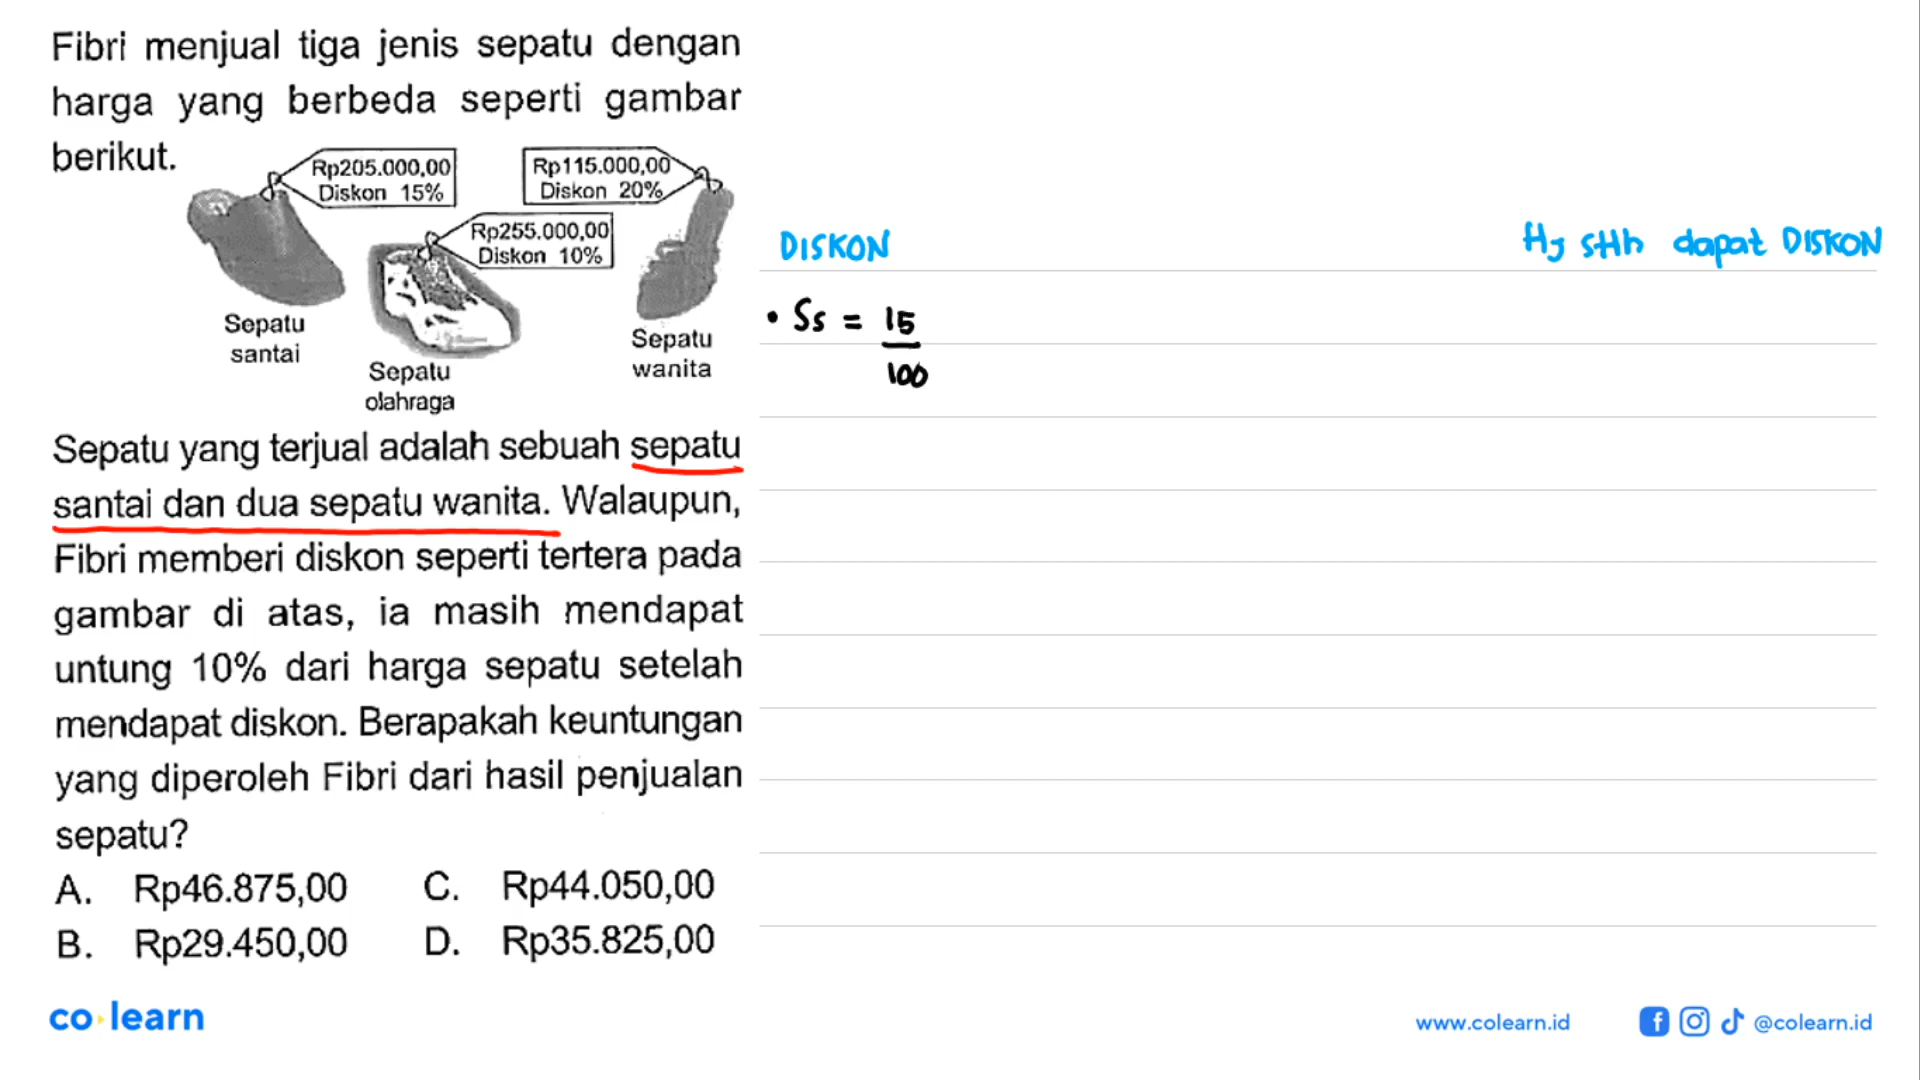 Fibri menjual tiga jenis sepatu dengan
harga yang berbeda seperti gambar
berikut.
Rp205.000,00
Diskon 15%
Rp115.000,00
Diskon 20%
Rp255.000,00
Diskon 10%
Sepatu
santai
Sepatu
olahraga
Sepatu
wanita
Sepatu yang terjual adalah sebuah sepatu
santai dan dua sepatu wanita. Walaupun,
Fibri memberi diskon seperti tertera pada
gambar di atas, ia masih mendapat
untung 10% dari harga sepatu setelah
mendapat diskon. Berapakah keuntungan
yang diperoleh Fibri dari hasil penjualan
sepatu?
A. Rp46.875,00 C. Rp44.050,00
B. Rp29.450,00 D. Rp35.825,00
DISKON
Hj stlh dapat DISKON
• Ss = 15
100
co learn
www.colearn.id
@colearn.id